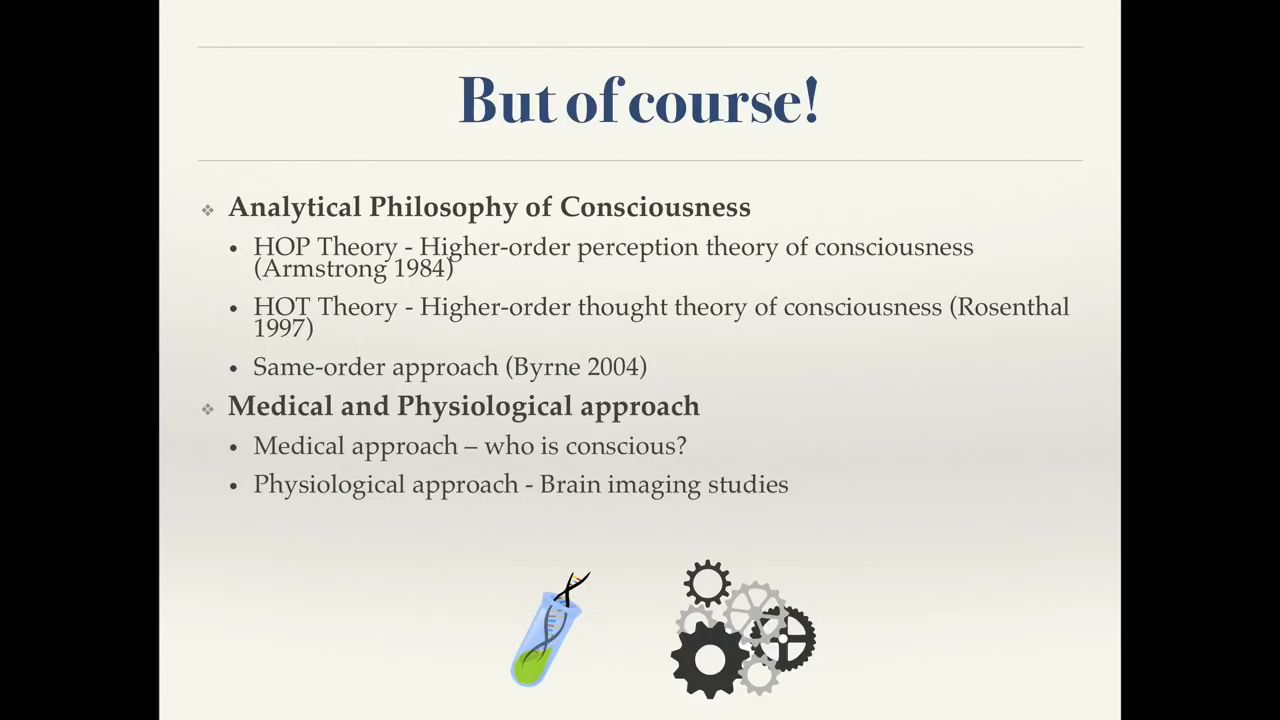 But of course!
Analytical Philosophy of Consciousness
HOP Theory - Higher-order perception theory of consciousness
(Armstrong 1984)
HOT Theory - Higher-order thought theory of consciousness (Rosenthal
1997)
Same-order approach (Byrne 2004)
Medical and Physiological approach
Medical approach – who is conscious?
Physiological approach - Brain imaging studies